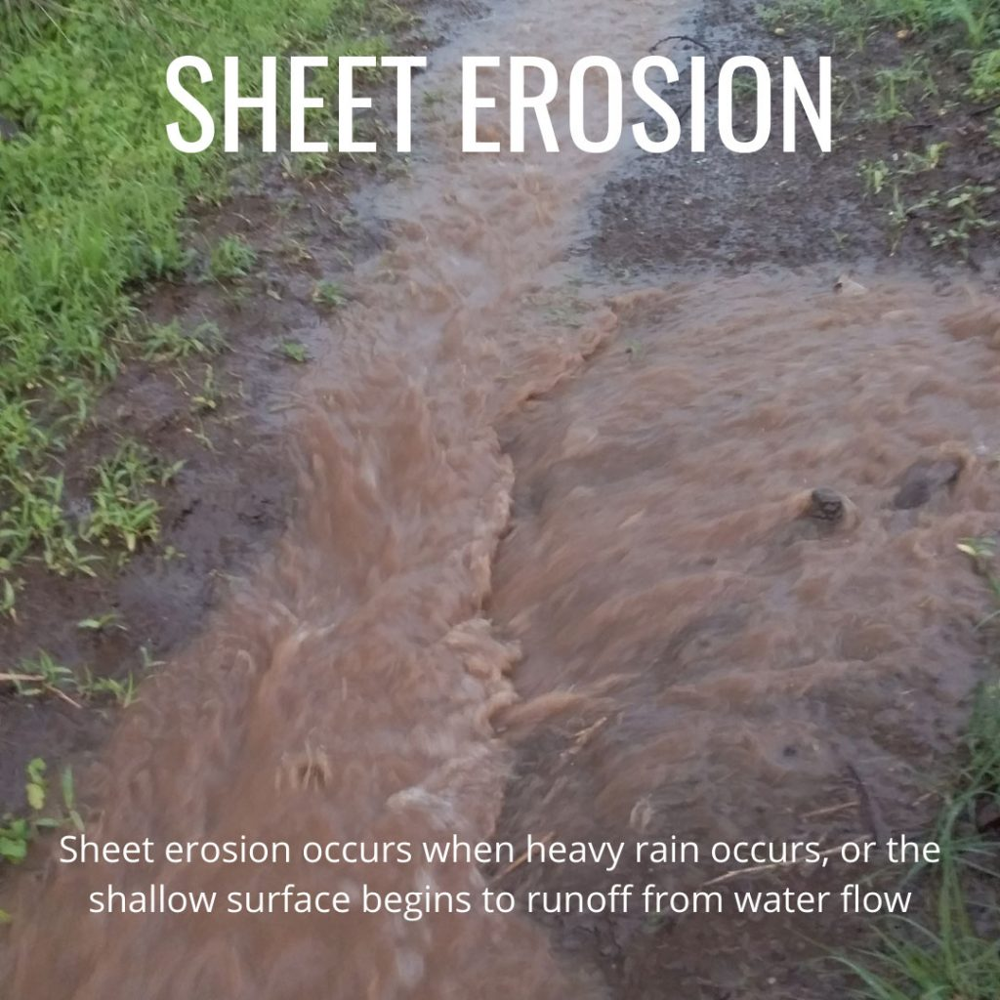 SHEET EROSION
Sheet erosion occurs when heavy rain occurs, or the
shallow surface begins to runoff from water flow